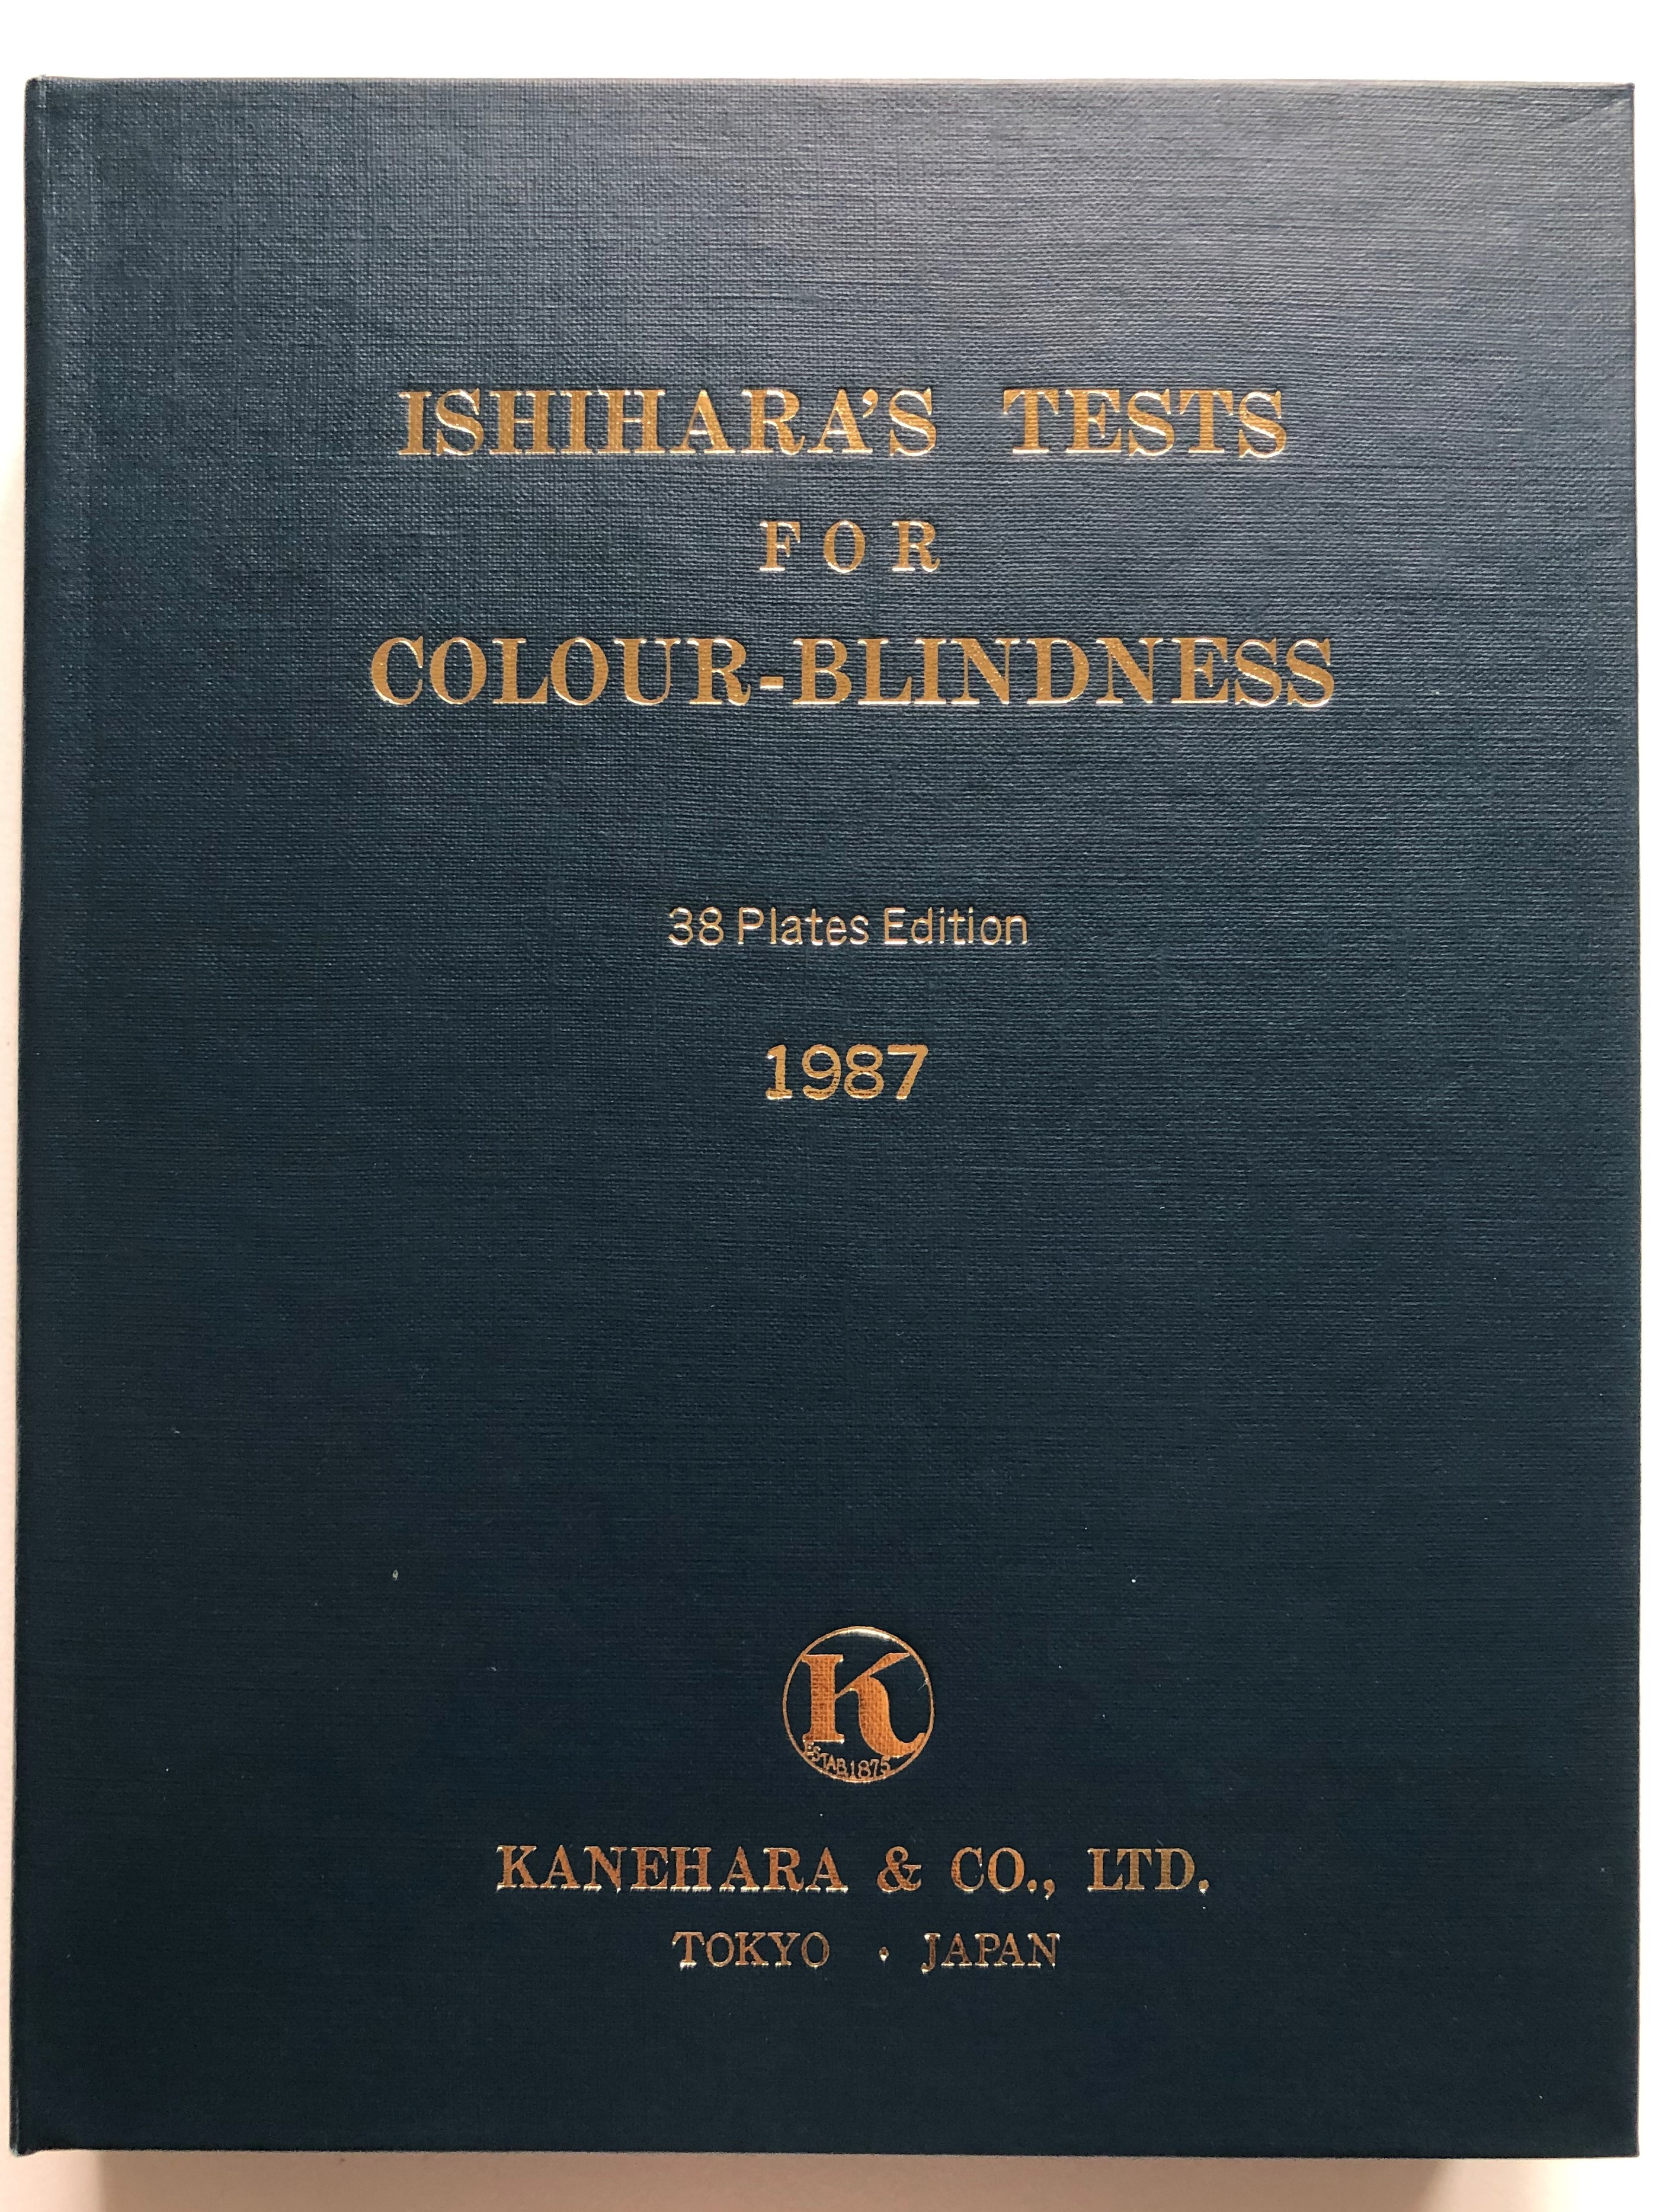 ISHIHARA'S TESTS
FOR
COLOUR-BLINDNESS
38 Plates Edition
1987
K
ESTAB.1875
KANEHARA & CO., LTD.
TOKYO · JAPAN